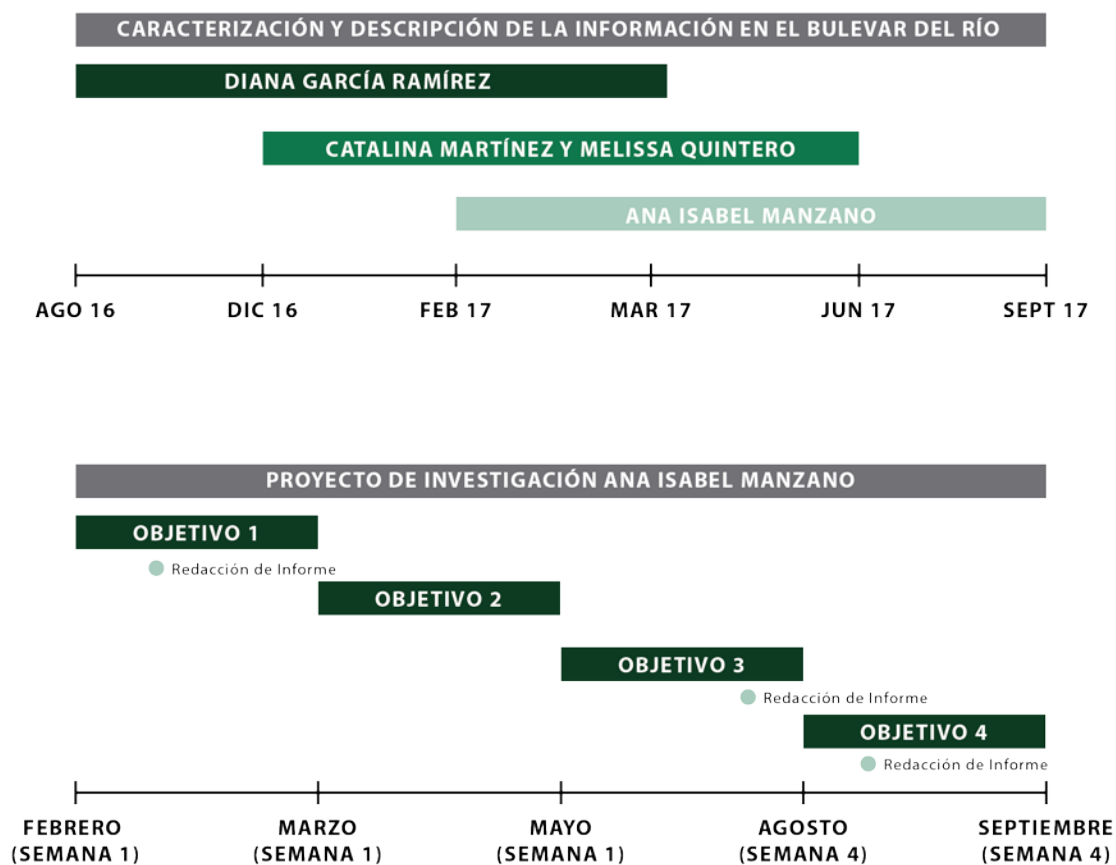 CARACTERIZACIÓN Y DESCRIPCIÓN DE LA INFORMACIÓN EN EL BULEVAR DEL RÍO
DIANA GARCÍA RAMÍREZ
CATALINA MARTÍNEZ Y MELISSA QUINTERO
ANA ISABEL MANZANO
AGO 16 DIC 16 FEB 17 MAR 17 JUN 17 SEPT 17
PROYECTO DE INVESTIGACIÓN ANA ISABEL MANZANO
OBJETIVO 1
Redacción de Informe
OBJETIVO 2
OBJETIVO 3
Redacción de Informe
OBJETIVO 4
Redacción de Informe
FEBRERO MARZO MAYO AGOSTO SEPTIEMBRE
(SEMANA 1) (SEMANA 1) (SEMANA 1) (SEMANA 4) (SEMANA 4)